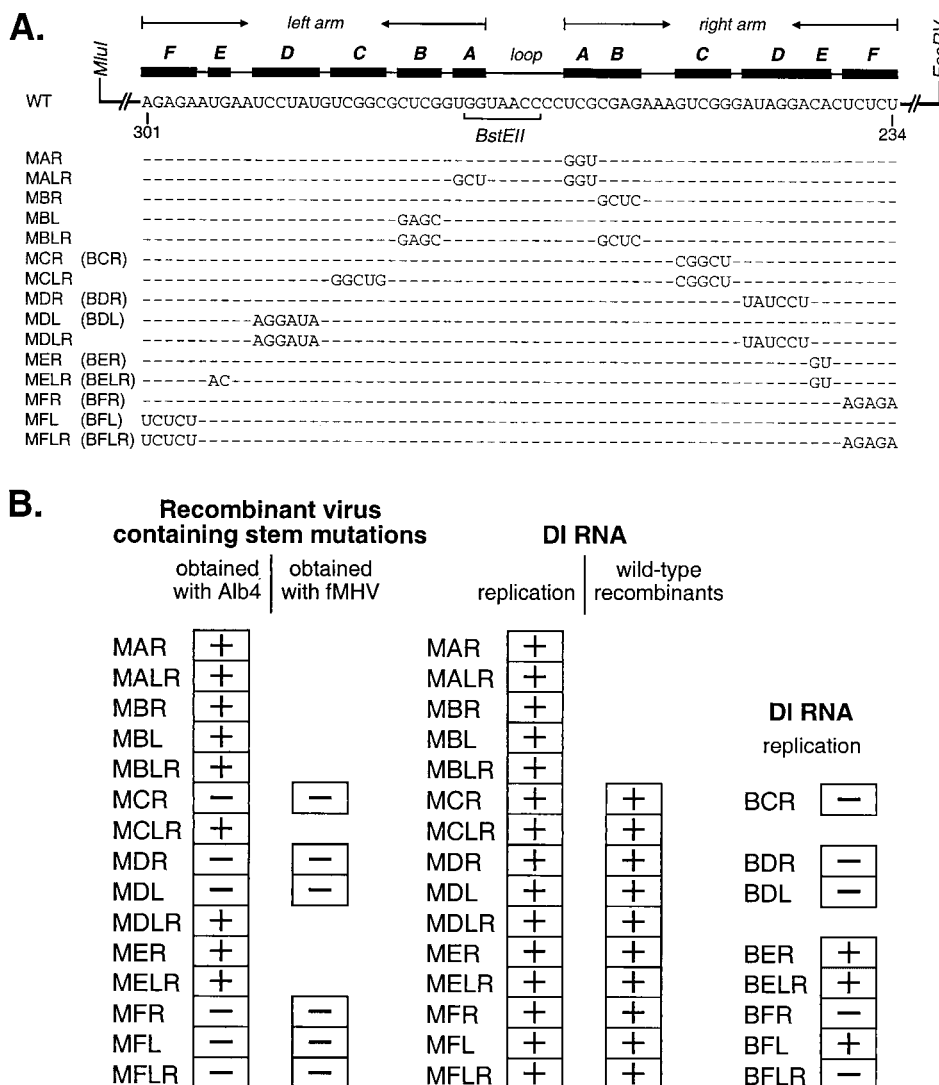 A.
left arm right arm
F E D C B A loop A B C D E F
MluI EcoRV
WT AGAGAAUGAAUCCUAUGUCGGCGCUCGGUGGUAACCCCUCGCGAGAAAGUCGGGAUAGGACACUCUCU
301 BstEII 234
MAR --------------------------------------GGU---------------------------
MALR ----------------------------GCU-------GGU---------------------------
MBR -----------------------------------------GCUC-----------------------
MBL -----------------------GAGC-----------------------------------------
MBLR -----------------------GAGC--------------GCUC-----------------------
MCR (BCR) ------------------------------------------------CGGCU---------------
MCLR -----------------GGCUG--------------------------CGGCU---------------
MDR (BDR) ------------------------------------------------------UAUCCU--------
MDL (BDL) ----------AGGAUA----------------------------------------------------
MDLR ----------AGGAUA--------------------------------------UAUCCU--------
MER (BER) ------------------------------------------------------------GU------
MELR (BELR) ------AC----------------------------------------------------GU------
MFR (BFR) ---------------------------------------------------------------AGAGA
MFL (BFL) UCUCU---------------------------------------------------------------
MFLR (BFLR) UCUCU----------------------------------------------------------AGAGA
B.
Recombinant virus containing stem mutations
obtained with Alb4 obtained with fMHV
MAR +
MALR +
MBR +
MBL +
MBLR +
MCR − −
MCLR +
MDR − −
MDL − −
MDLR +
MER +
MELR +
MFR − −
MFL − −
MFLR − −
DI RNA
replication wild-type recombinants
MAR +
MALR +
MBR +
MBL +
MBLR +
MCR + +
MCLR + +
MDR + +
MDL + +
MDLR + +
MER + +
MELR + +
MFR + +
MFL + +
MFLR + +
DI RNA
replication
BCR −
BDR −
BDL −
BER +
BELR +
BFR −
BFL +
BFLR −